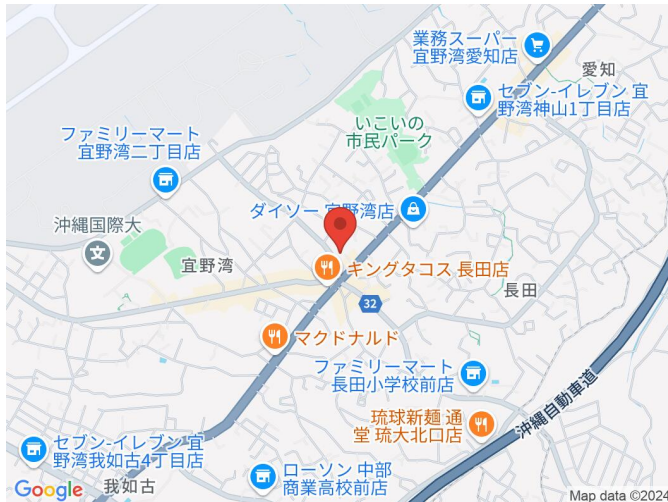 業務スーパー
宜野湾愛知店
愛知
セブン-イレブン 宜
野湾神山1丁目店
いこいの
市民パーク
ファミリーマート
宜野湾二丁目店
ダイソー 宜野湾店
沖縄国際大
宜野湾
キングタコス 長田店
長田
32
マクドナルド
ファミリーマート
長田小学校前店
沖縄自動車道
琉球新麺 通
堂 琉大北口店
セブン-イレブン 宜
野湾我如古4丁目店
我如古
ローソン 中部
商業高校前店
Google
Map data ©2024